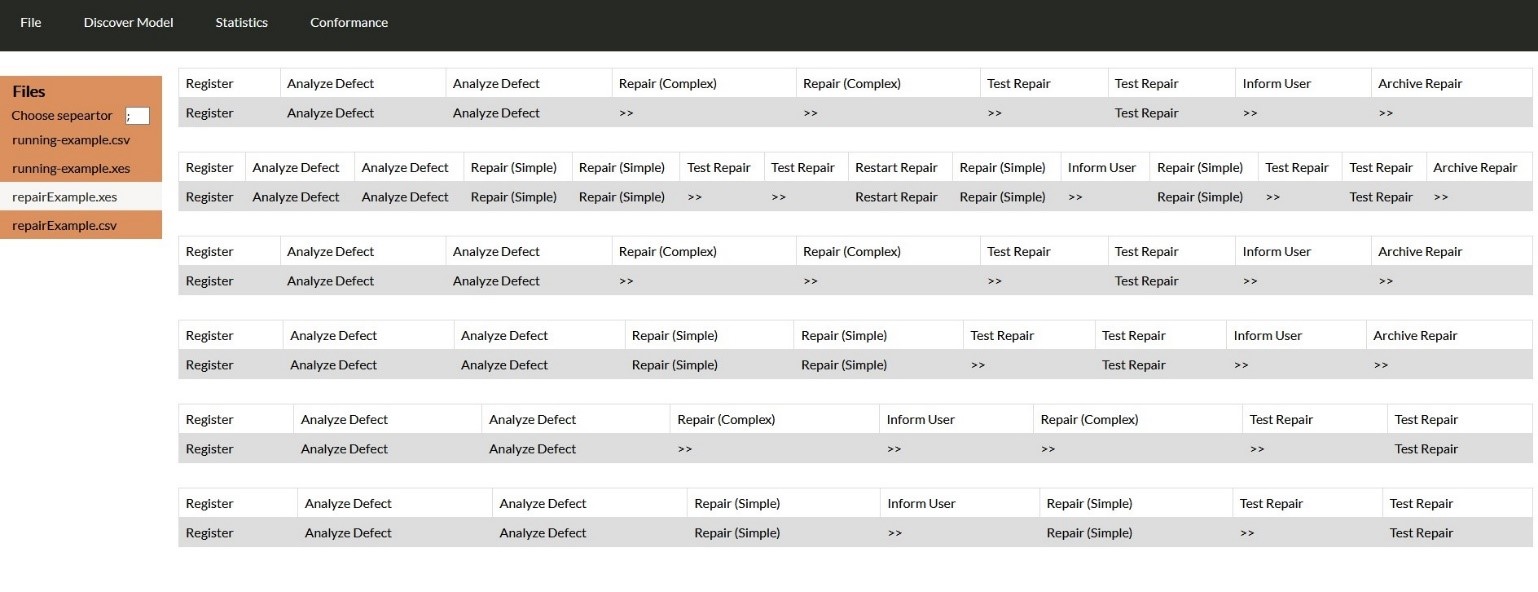 File Discover Model Statistics Conformance
Files
Choose sepeartor ;
running-example.csv
running-example.xes
repairExample.xes
repairExample.csv
Register Analyze Defect Analyze Defect Repair (Complex) Repair (Complex) Test Repair Test Repair Inform User Archive Repair
Register Analyze Defect Analyze Defect >> >> >> Test Repair >> >>
Register Analyze Defect Analyze Defect Repair (Simple) Repair (Simple) Test Repair Test Repair Restart Repair Repair (Simple) Inform User Repair (Simple) Test Repair Test Repair Archive Repair
Register Analyze Defect Analyze Defect Repair (Simple) Repair (Simple) >> >> Restart Repair Repair (Simple) >> Repair (Simple) >> Test Repair >>
Register Analyze Defect Analyze Defect Repair (Complex) Repair (Complex) Test Repair Test Repair Inform User Archive Repair
Register Analyze Defect Analyze Defect >> >> >> Test Repair >> >>
Register Analyze Defect Analyze Defect Repair (Simple) Repair (Simple) Test Repair Test Repair Inform User Archive Repair
Register Analyze Defect Analyze Defect Repair (Simple) Repair (Simple) >> Test Repair >> >>
Register Analyze Defect Analyze Defect Repair (Complex) Inform User Repair (Complex) Test Repair Test Repair
Register Analyze Defect Analyze Defect >> >> >> >> Test Repair
Register Analyze Defect Analyze Defect Repair (Simple) Inform User Repair (Simple) Test Repair Test Repair
Register Analyze Defect Analyze Defect Repair (Simple) >> Repair (Simple) >> Test Repair